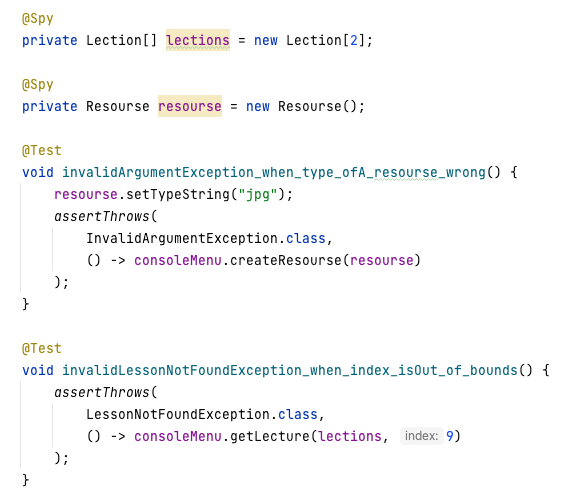 @Spy
private Lection[] lections = new Lection[2];
@Spy
private Resourse resourse = new Resourse();
@Test
void invalidArgumentException_when_type_ofA_resourse_wrong() {
resourse.setTypeString("jpg");
assertThrows(
InvalidArgumentException.class,
() -> consoleMenu.createResourse(resourse)
);
}
@Test
void invalidLessonNotFoundException_when_index_isOut_of_bounds() {
assertThrows(
LessonNotFoundException.class,
() -> consoleMenu.getLecture(lections, index: 9)
);
}